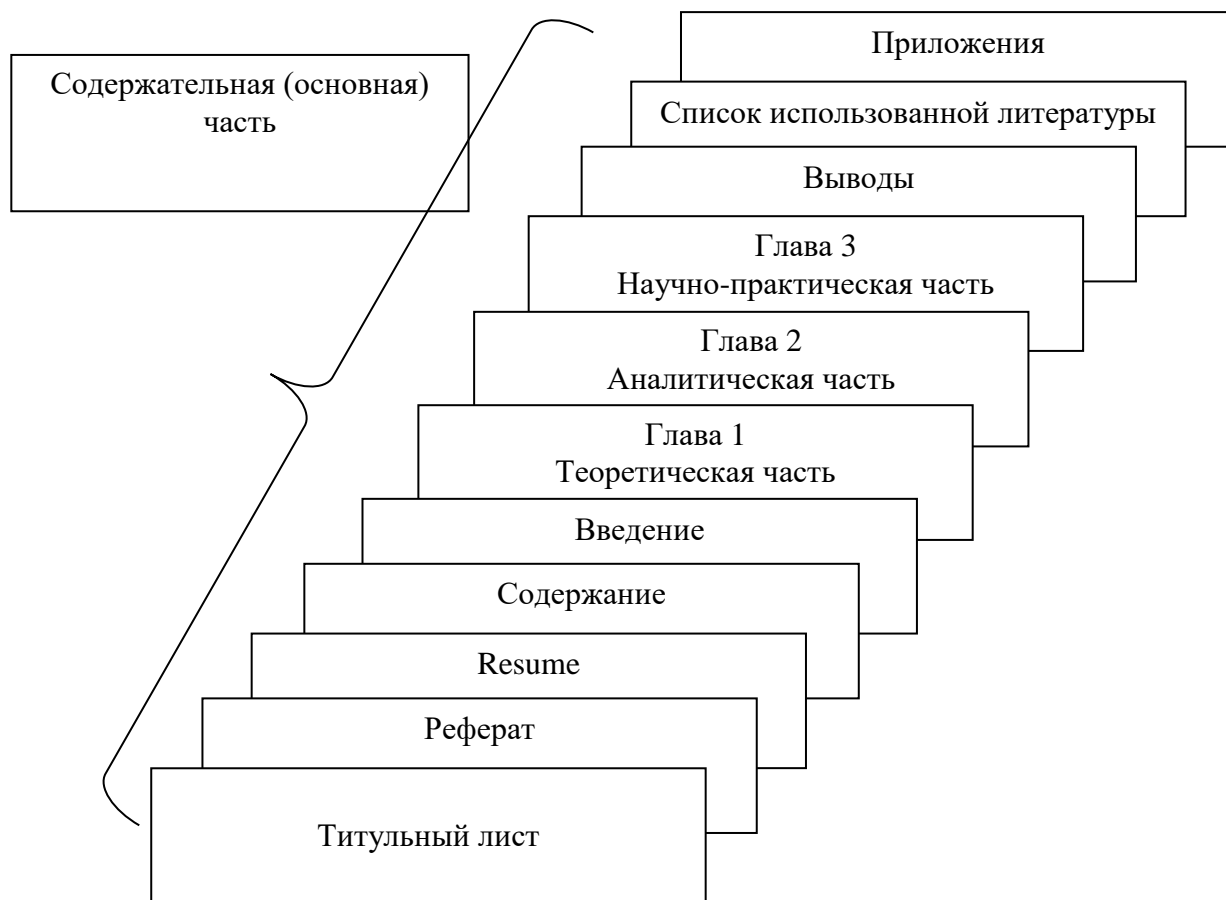 Содержательная (основная)
часть
Приложения
Список использованной литературы
Выводы
Глава 3
Научно-практическая часть
Глава 2
Аналитическая часть
Глава 1
Теоретическая часть
Введение
Содержание
Resume
Реферат
Титульный лист